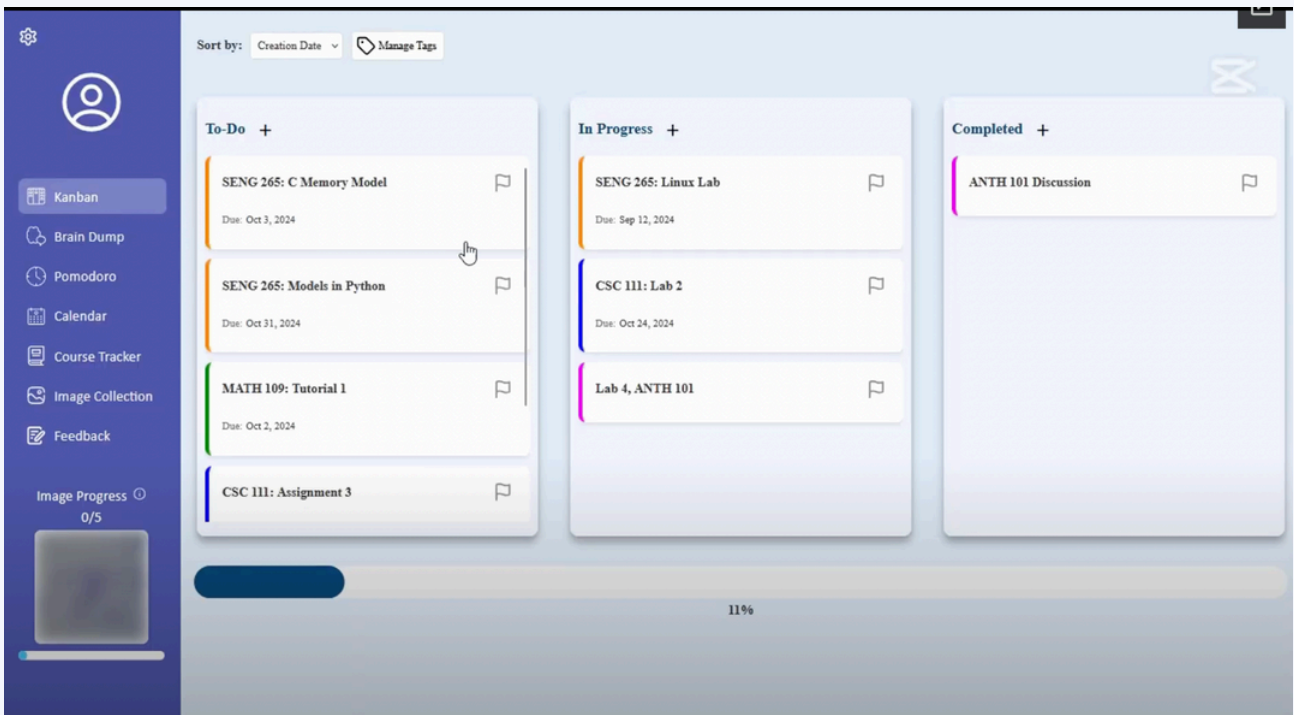 Sort by: Creation Date Manage Tags
Kanban
Brain Dump
Pomodoro
Calendar
Course Tracker
Image Collection
Feedback
Image Progress
0/5
To-Do +
SENG 265: C Memory Model
Due: Oct 3, 2024
SENG 265: Models in Python
Due: Oct 31, 2024
MATH 109: Tutorial 1
Due: Oct 2, 2024
CSC 111: Assignment 3
In Progress +
SENG 265: Linux Lab
Due: Sep 12, 2024
CSC 111: Lab 2
Due: Oct 24, 2024
Lab 4, ANTH 101
Completed +
ANTH 101 Discussion
11%